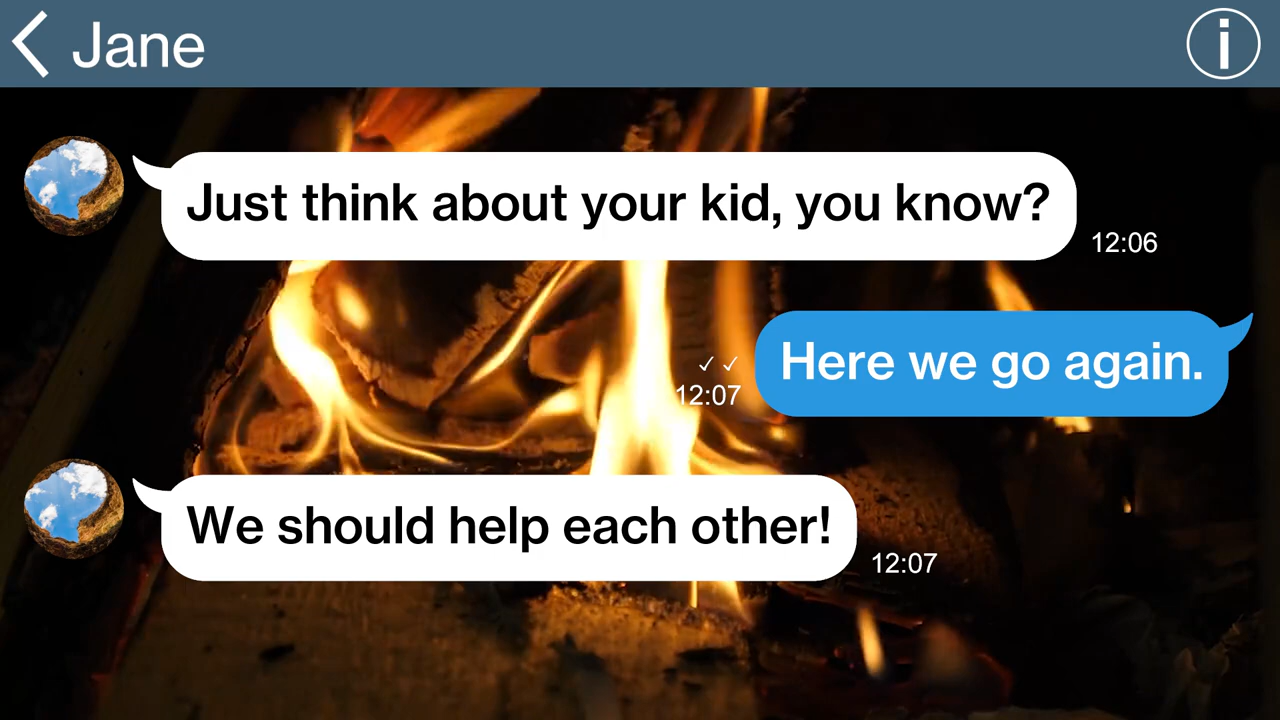 Jane
Just think about your kid, you know?
12:06
Here we go again.
✓✓
12:07
We should help each other!
12:07